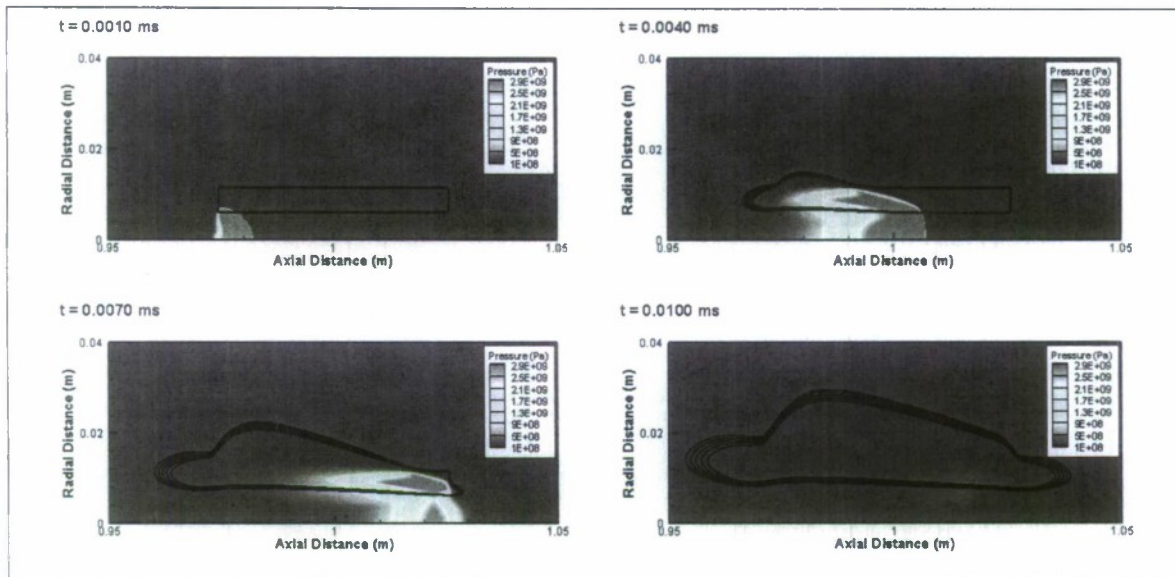 t = 0.0010 ms
0.04
Radial Distance (m)
0.02
0
0.95
1
1.05
Axial Distance (m)
Pressure (Pa)
2.9E+09
2.5E+09
2.1E+09
1.7E+09
1.3E+09
9E+08
5E+08
1E+08
t = 0.0040 ms
0.04
Radial Distance (m)
0.02
0
0.95
1
1.05
Axial Distance (m)
Pressure (Pa)
2.9E+09
2.5E+09
2.1E+09
1.7E+09
1.3E+09
9E+08
5E+08
1E+08
t = 0.0070 ms
0.04
Radial Distance (m)
0.02
0
0.95
1
1.05
Axial Distance (m)
Pressure (Pa)
2.9E+09
2.5E+09
2.1E+09
1.7E+09
1.3E+09
9E+08
5E+08
1E+08
t = 0.0100 ms
0.04
Radial Distance (m)
0.02
0
0.95
1
1.05
Axial Distance (m)
Pressure (Pa)
2.9E+09
2.5E+09
2.1E+09
1.7E+09
1.3E+09
9E+08
5E+08
1E+08